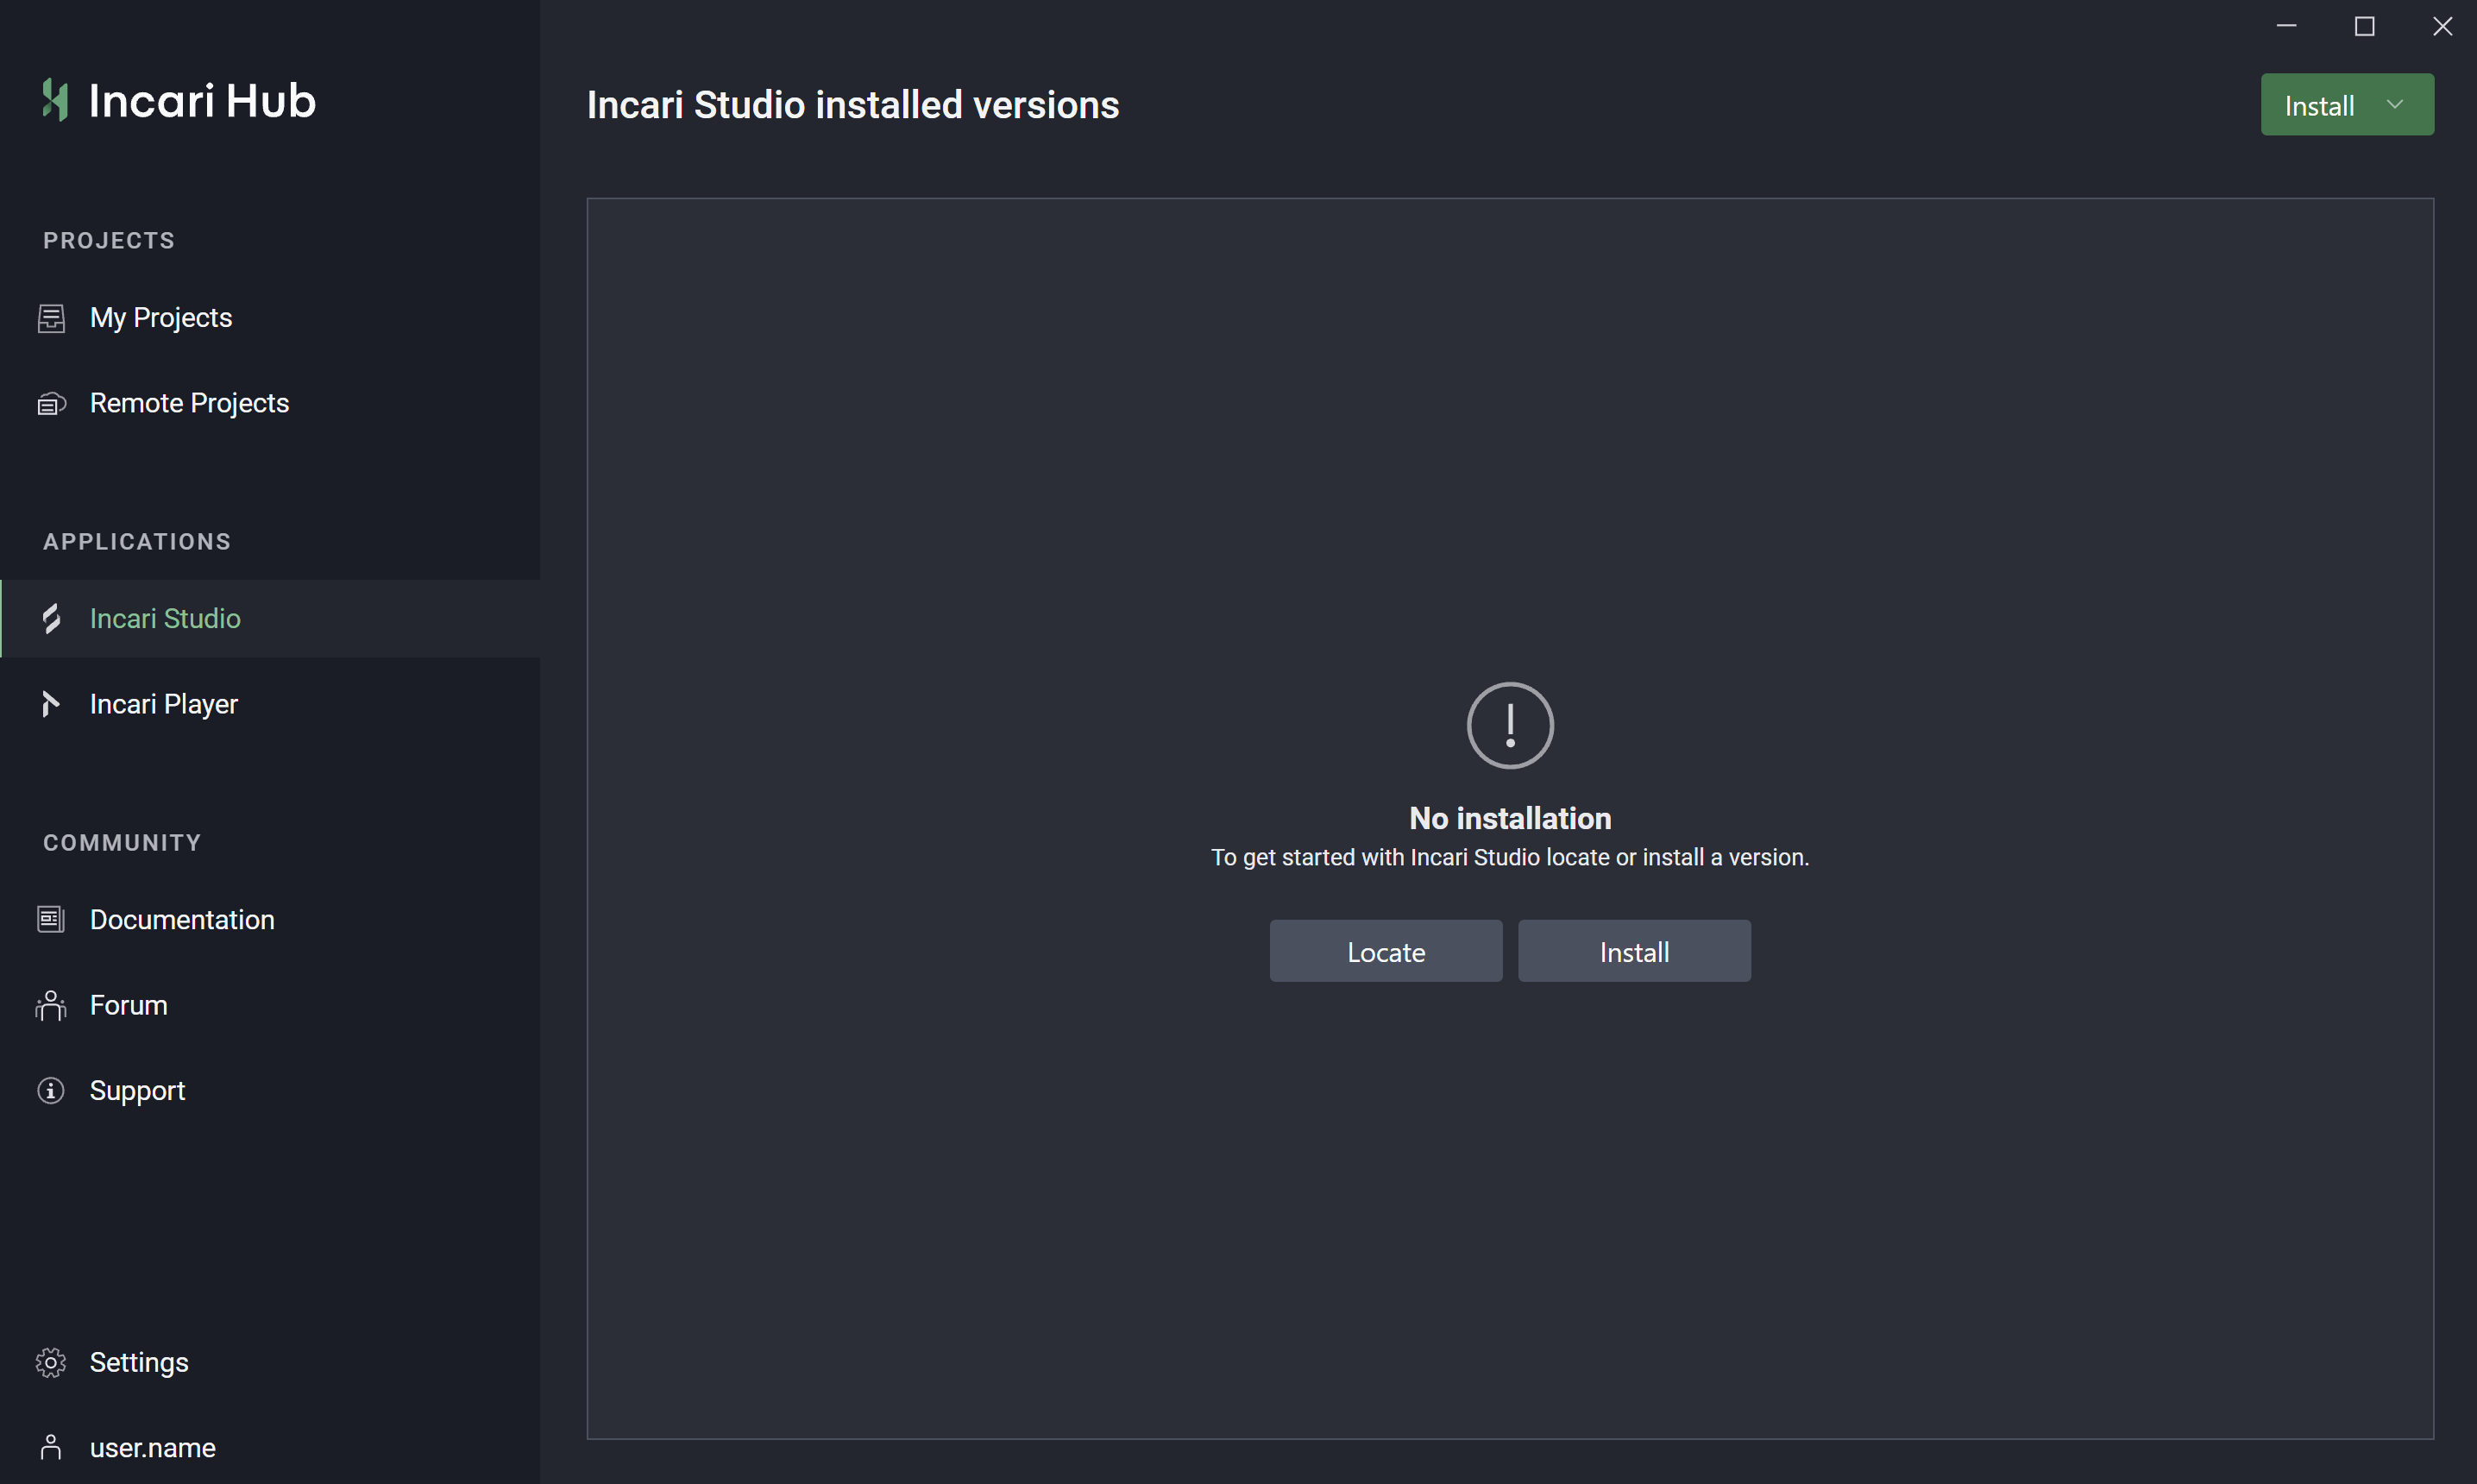 Incari Hub
PROJECTS
My Projects
Remote Projects
APPLICATIONS
Incari Studio
Incari Player
COMMUNITY
Documentation
Forum
Support
Settings
user.name
Incari Studio installed versions
Install
No installation
To get started with Incari Studio locate or install a version.
Locate
Install